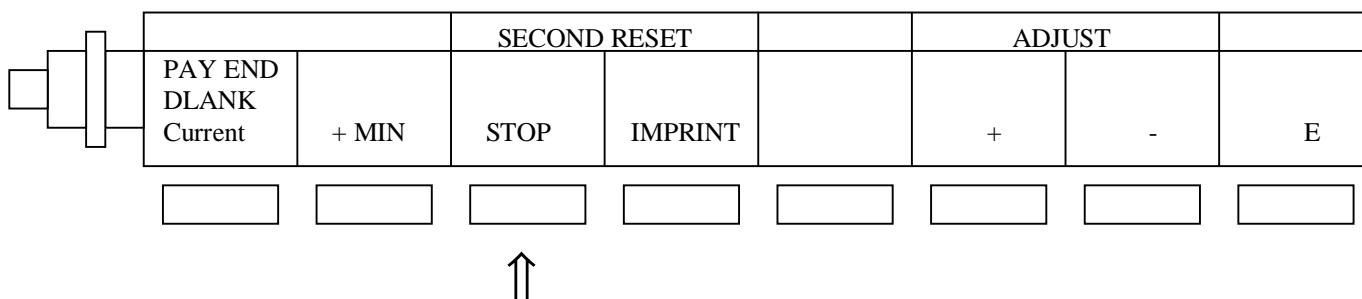 SECOND RESET
ADJUST
PAY END
DLANK
Current
+ MIN
STOP
IMPRINT
+
-
E